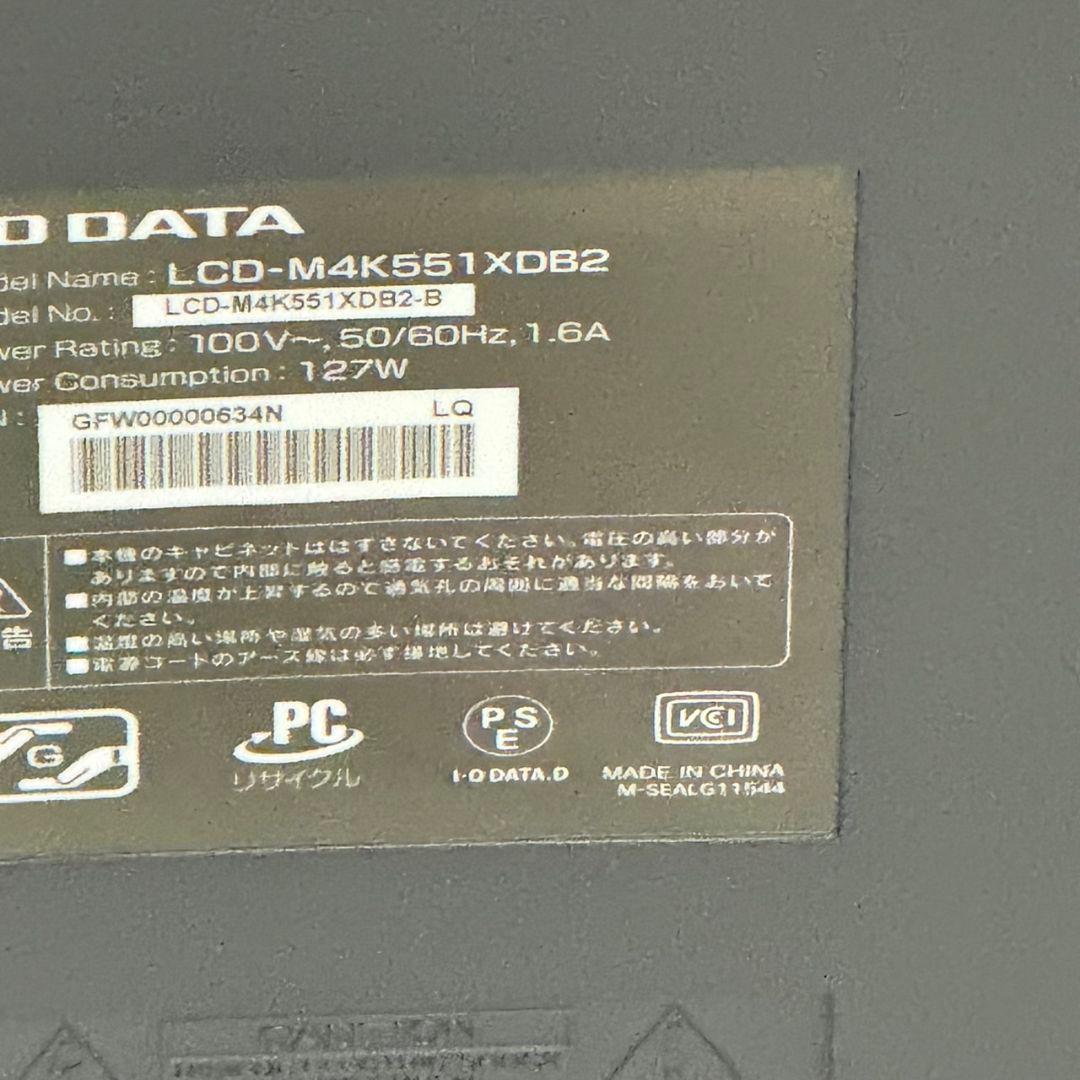 O DATA
del Name : LCD-M4K551XDB2
del No. : LCD-M4K551XDB2-B
wer Rating : 100V～, 50/60Hz, 1.6A
wer Consumption : 127W
N : GFW00000634N LQ
■本機のキャビネットははずさないでください。電圧の高い部分が
ありますので内部に触ると感電するおそれがあります。
■内部の温度が上昇するので通気孔の周囲に適当な間隔をおいて
ください。
■温度の高い場所や湿気の多い場所は避けてください。
■電源コードのアース線は必ず接地してください。
告
G
PC
リサイクル
PSE
I-O DATA.D
VCI
MADE IN CHINA
M-SEALG11544
CAUTION